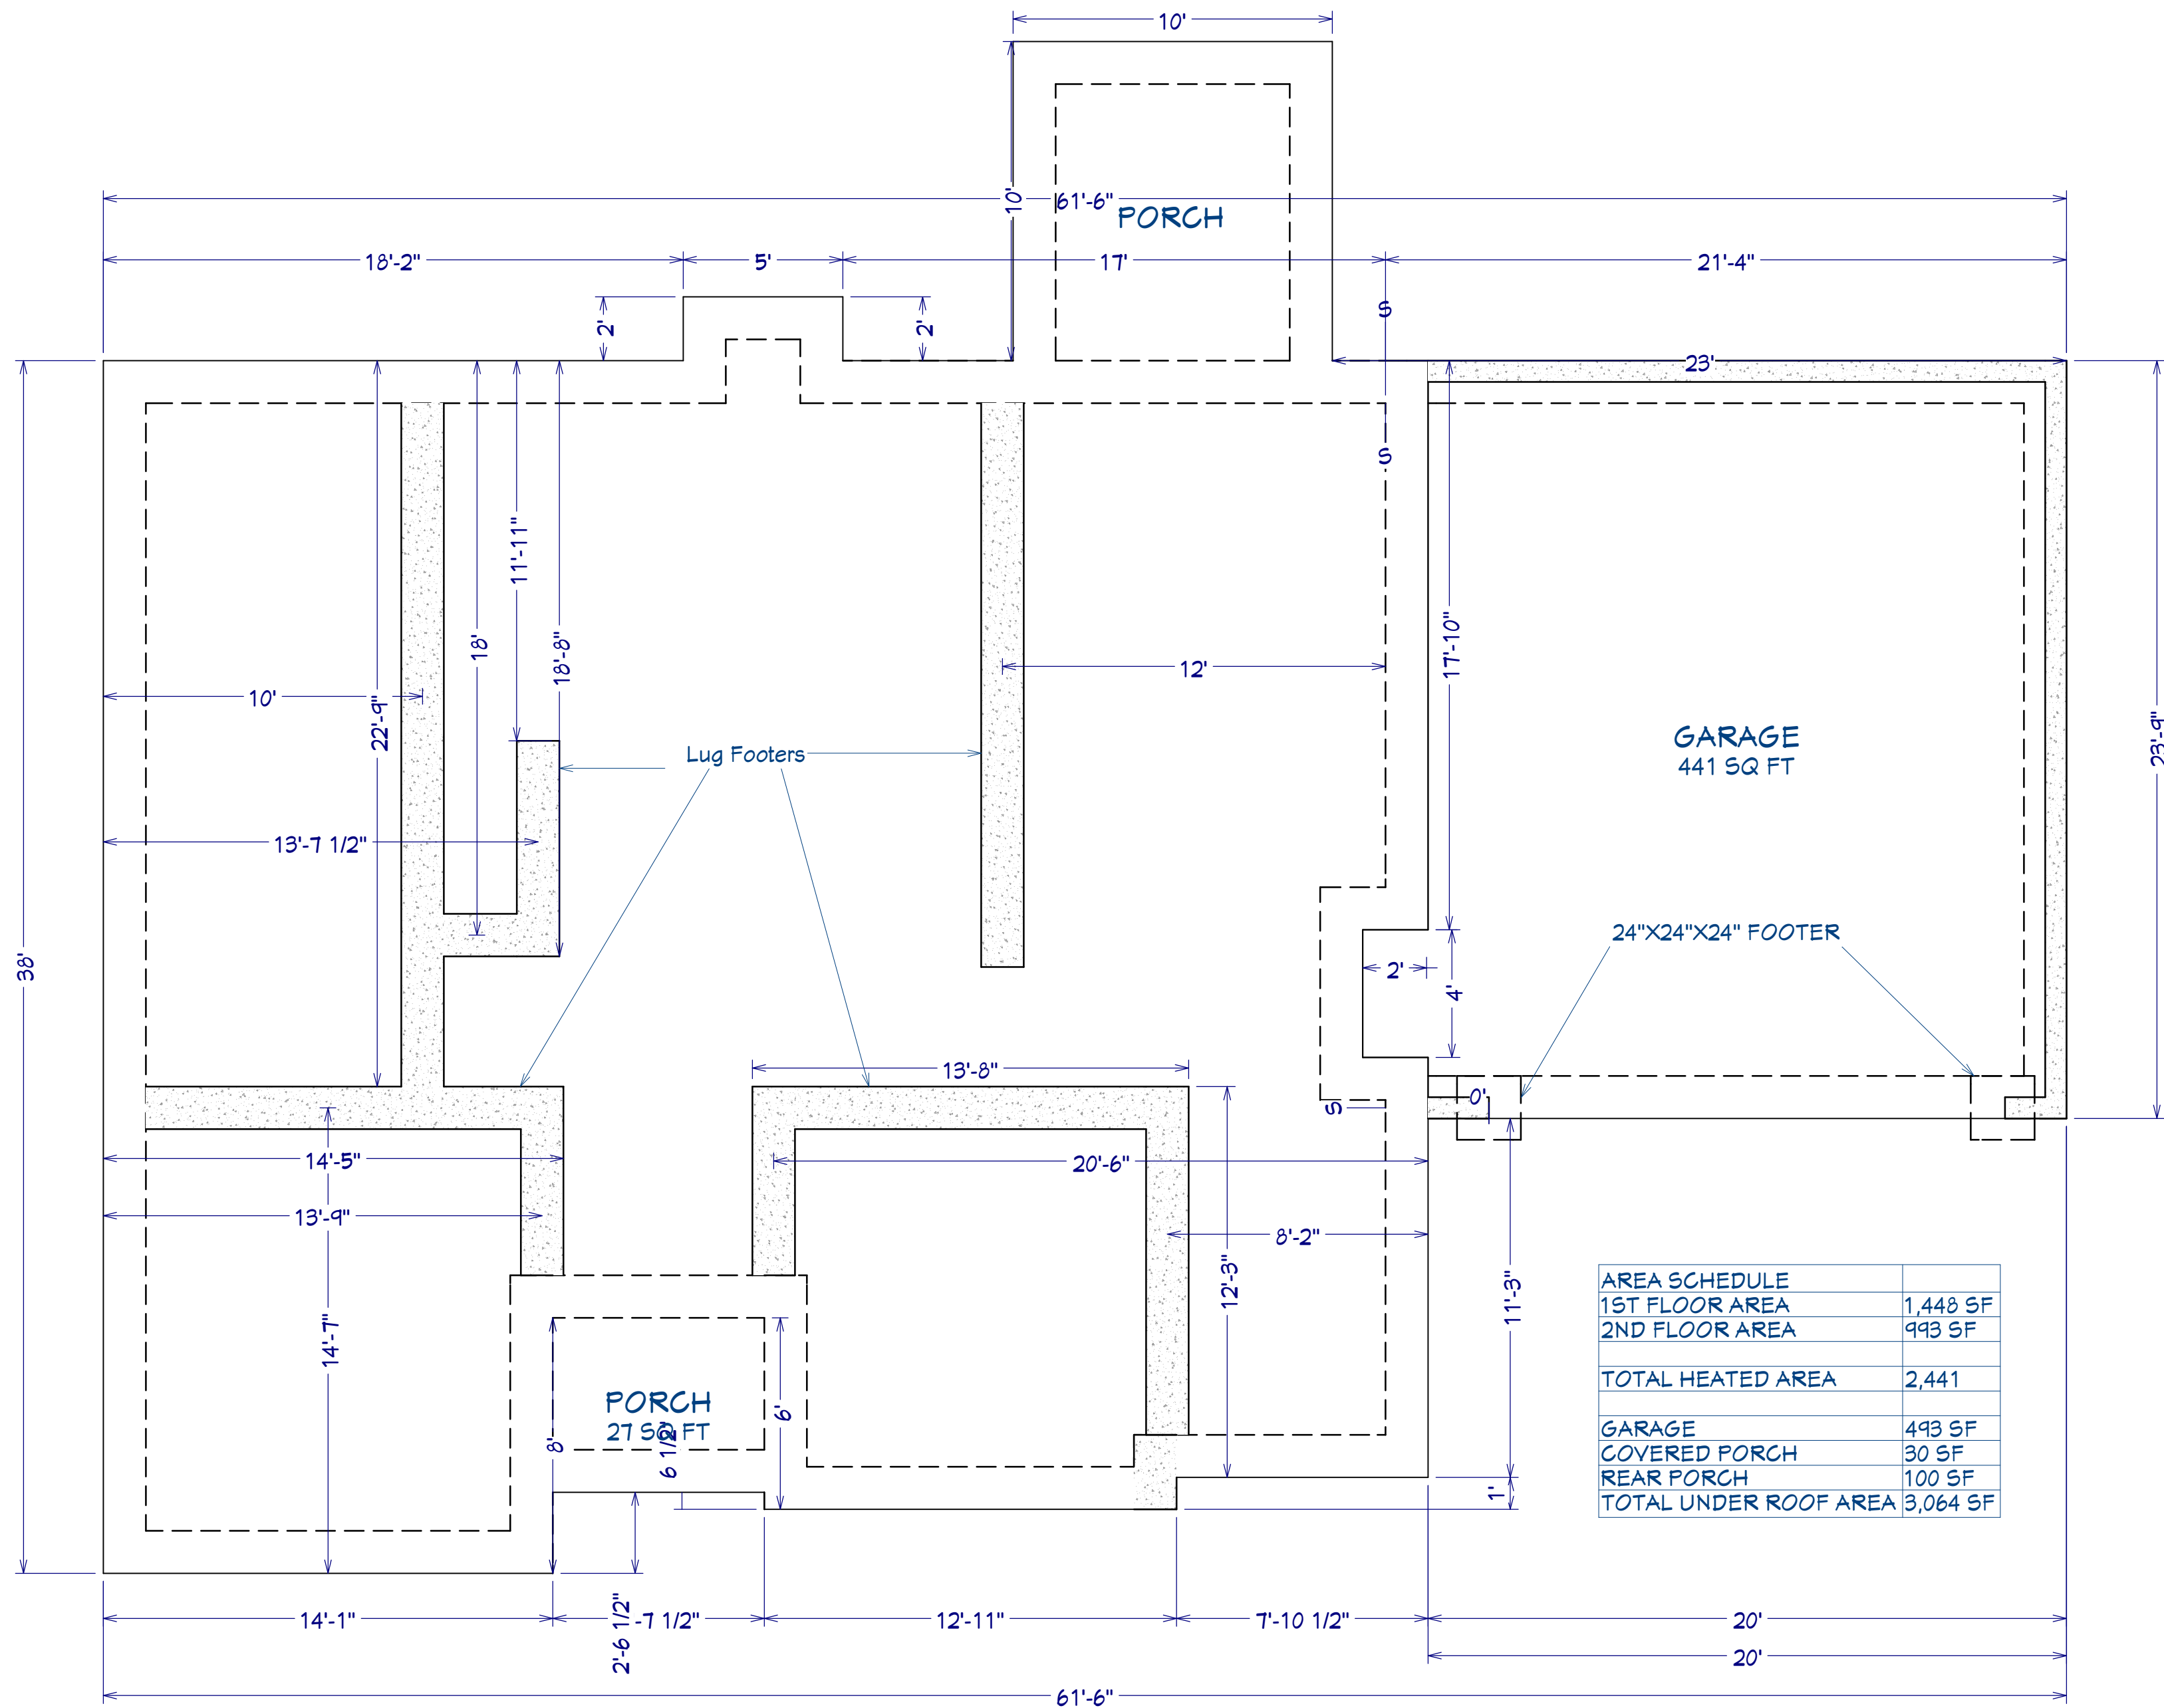 10'
10'
61'-6"
PORCH
18'-2"
5'
17'
21'-4"
2'
2'
S
23'
S
11'-11"
18'
18'-8"
17'-10"
12'
10'
22'-9"
GARAGE
441 SQ FT
23'-9"
Lug Footers
13'-7 1/2"
24"X24"X24" FOOTER
38'
2'
4'
13'-8"
0'
S
14'-5"
20'-6"
13'-9"
8'-2"
12'-3"
11'-3"
14'-7"
PORCH
27 SQ FT
6'
8'
6 1/2"
1'
AREA SCHEDULE
1ST FLOOR AREA 1,448 SF
2ND FLOOR AREA 993 SF
TOTAL HEATED AREA 2,441
GARAGE 493 SF
COVERED PORCH 30 SF
REAR PORCH 100 SF
TOTAL UNDER ROOF AREA 3,064 SF
14'-1"
2'-6 1/2"
-7 1/2"
12'-11"
7'-10 1/2"
20'
20'
61'-6"